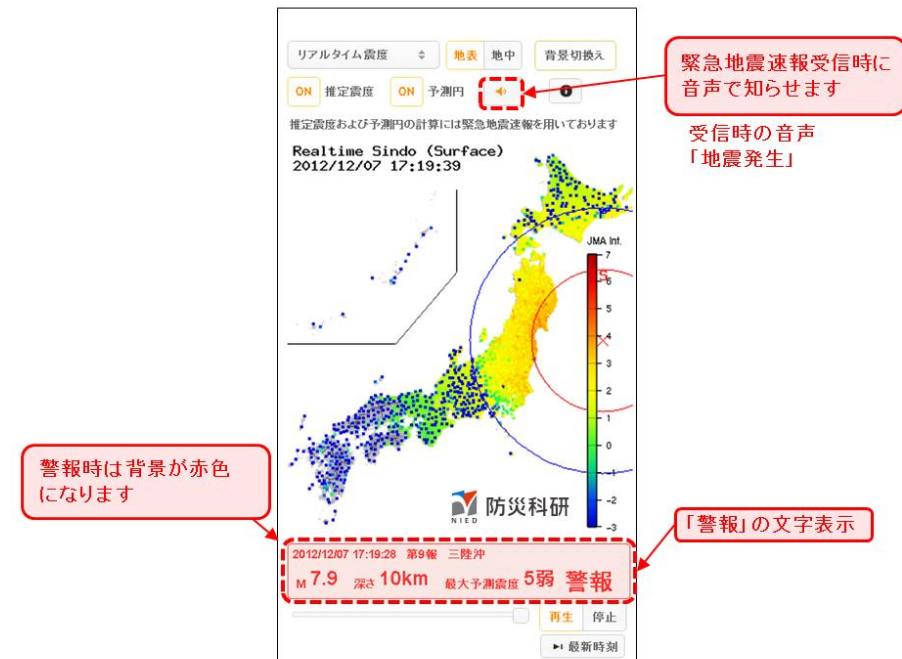 リアルタイム震度
地表 地中
背景切換え
ON 推定震度 ON 予測円
推定震度および予測円の計算には緊急地震速報を用いております
Realtime Sindo (Surface)
2012/12/07 17:19:39
JMA Int.
7
S
5
4
X
3
2
1
0
-2
-3
NIED 防災科研
2012/12/07 17:19:28 第9報 三陸沖
M 7.9 深さ 10km 最大予測震度 5弱 警報
再生 停止
最新時刻
緊急地震速報受信時に
音声で知らせます
受信時の音声
「地震発生」
警報時は背景が赤色
になります
「警報」の文字表示